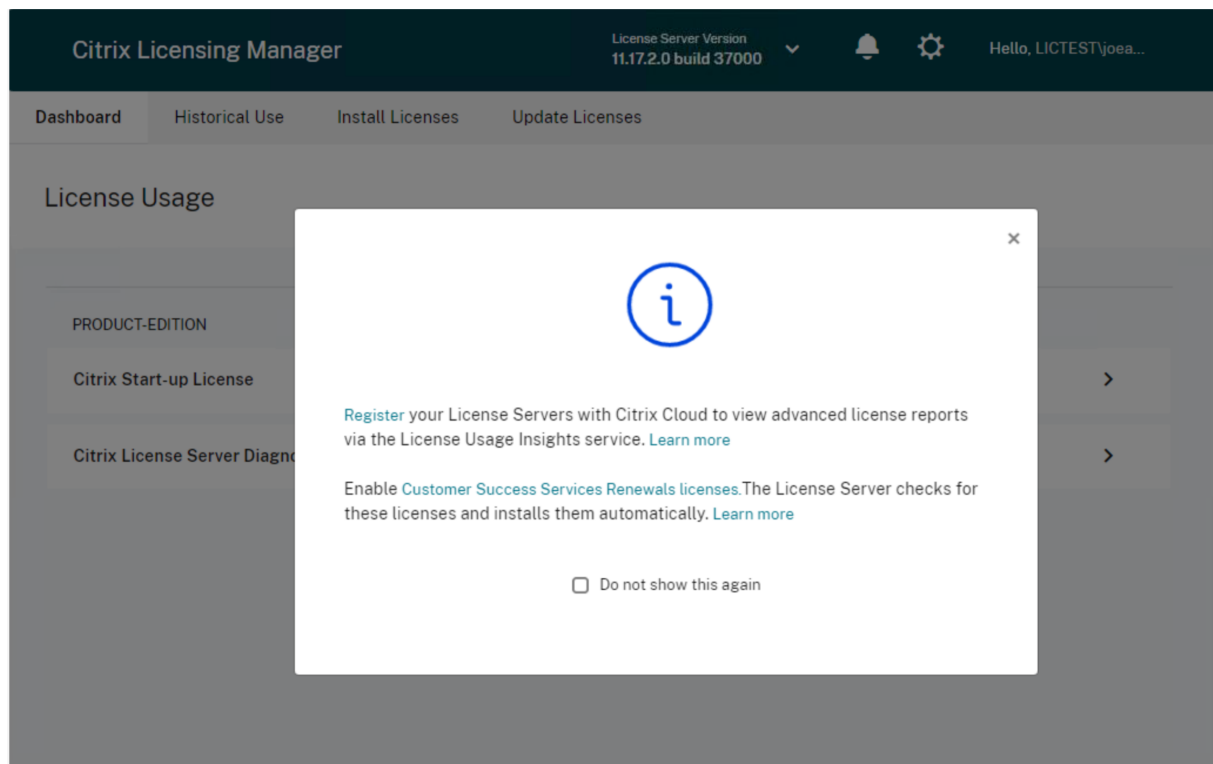 Citrix Licensing Manager
License Server Version
11.17.2.0 build 37000
Hello, LICTEST\joea...
Dashboard
Historical Use
Install Licenses
Update Licenses
License Usage
PRODUCT-EDITION
Citrix Start-up License
Citrix License Server Diagno
Register your License Servers with Citrix Cloud to view advanced license reports
via the License Usage Insights service. Learn more
Enable Customer Success Services Renewals licenses.The License Server checks for
these licenses and installs them automatically. Learn more
Do not show this again